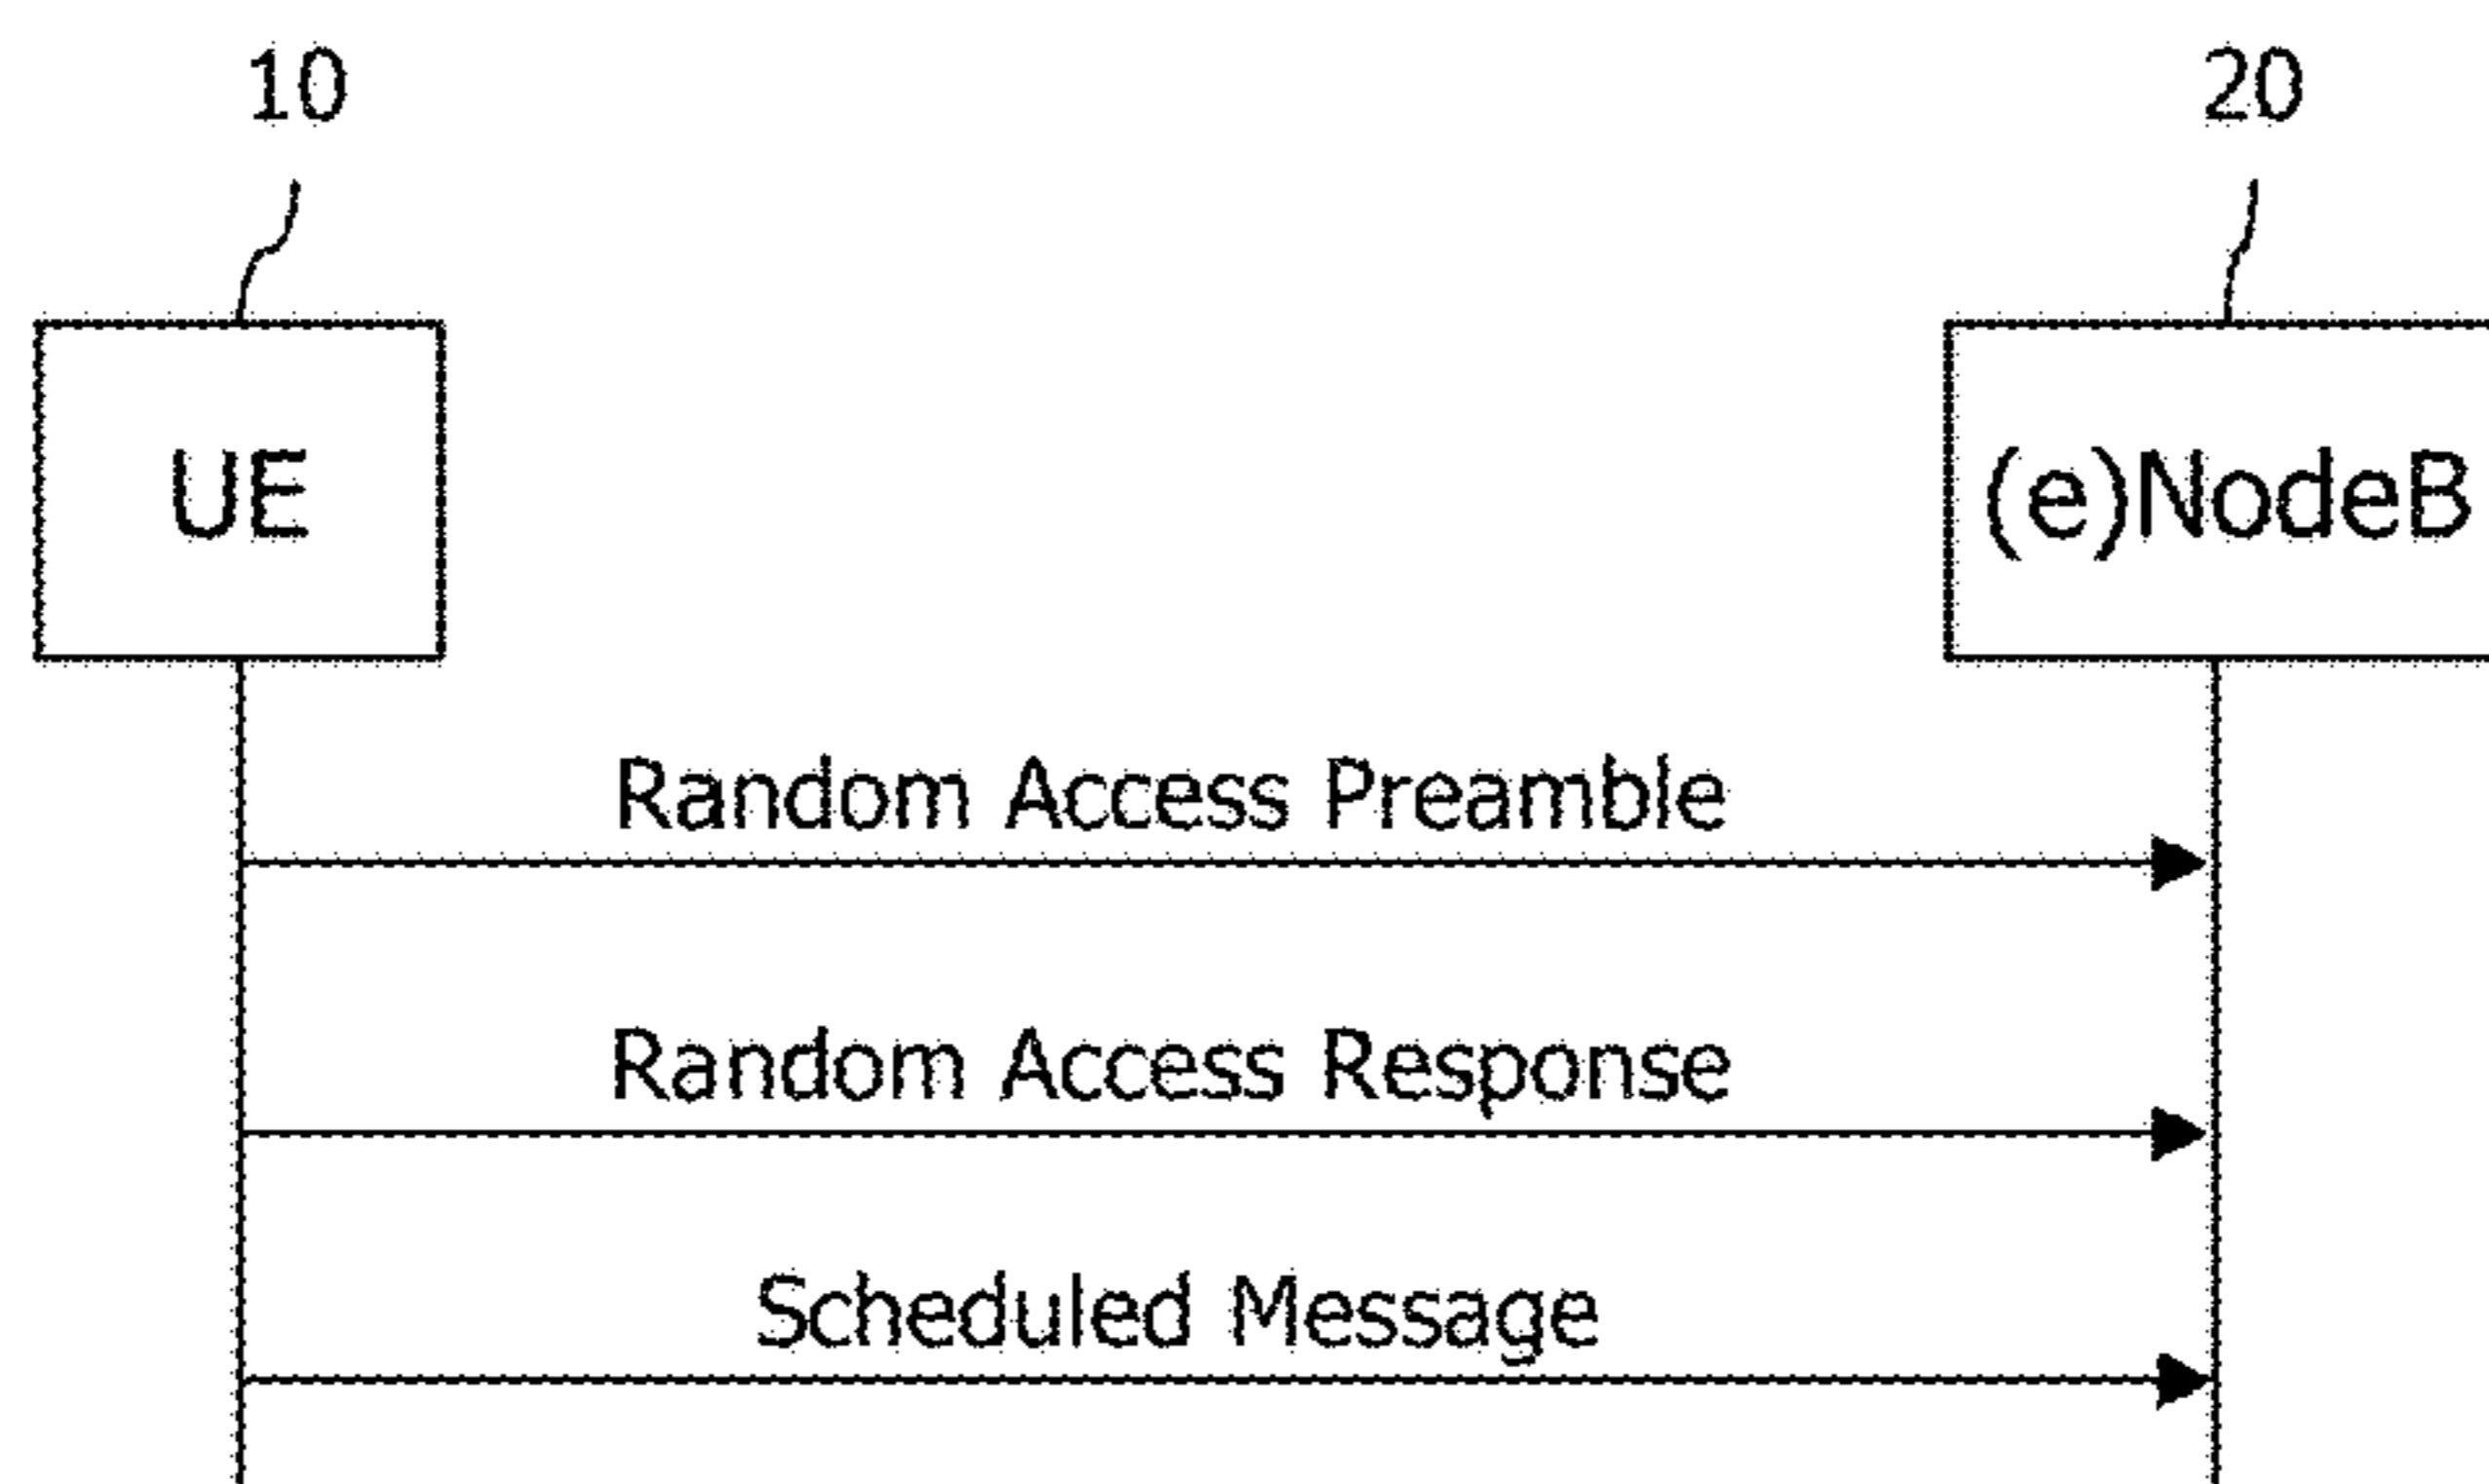 10
20
UE
(e)NodeB
Random Access Preamble
Random Access Response
Scheduled Message